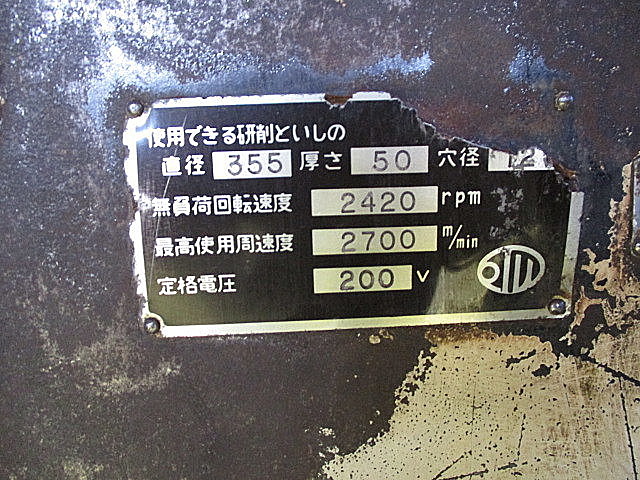 使用できる研削といしの
直径 355 厚さ 50 穴径
無負荷回転速度 2420 rpm
最高使用周速度 2700 m/min
定格電圧 200 V